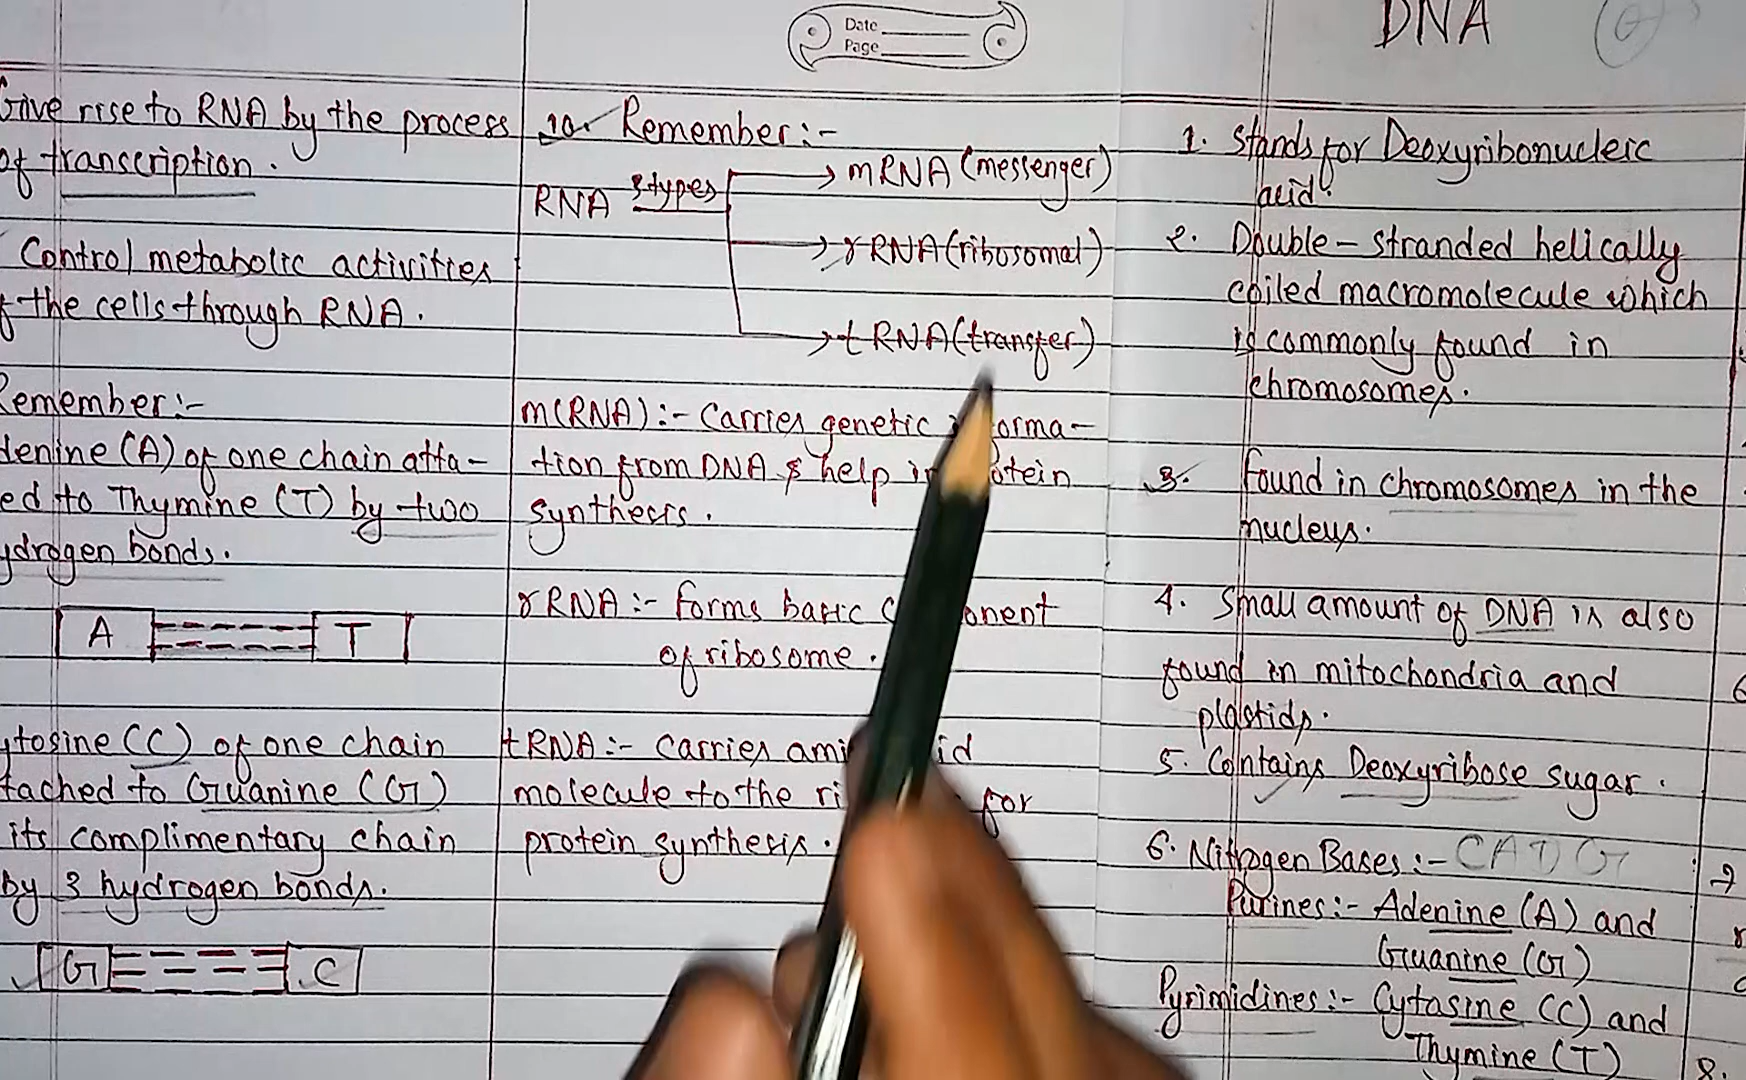 Date
Page
Give rise to RNA by the process
of transcription.
Control metabolic activities
the cells through RNA.
Remember:-
denine (A) of one chain atta-
ed to Thymine (T) by two
ydrogen bonds.
A T
ytosine (C) of one chain
tached to Guanine (G)
its complimentary chain
by 3 hydrogen bonds.
G C
10. Remember:-
RNA 3 types
mRNA (messenger)
rRNA (ribosomal)
tRNA (transfer)
m(RNA):- Carries genetic forma-
tion from DNA & help in
synthesis.
rRNA:- forms basic
of ribosome.
tRNA:- carries
molecule to the for
protein synthesis.
DNA
1. Stands for Deoxyribonucleic
acid.
2. Double-stranded helically
coiled macromolecule which
is commonly found in
chromosomes.
3. Found in chromosomes in the
nucleus.
4. Small amount of DNA is also
found in mitochondria and
plastids.
5. Contains Deoxyribose sugar.
6. Nitrogen Bases:- CATG
Purines:- Adenine (A) and
Guanine (G)
Pyrimidines:- Cytasine (C) and
Thymine (T)
8.